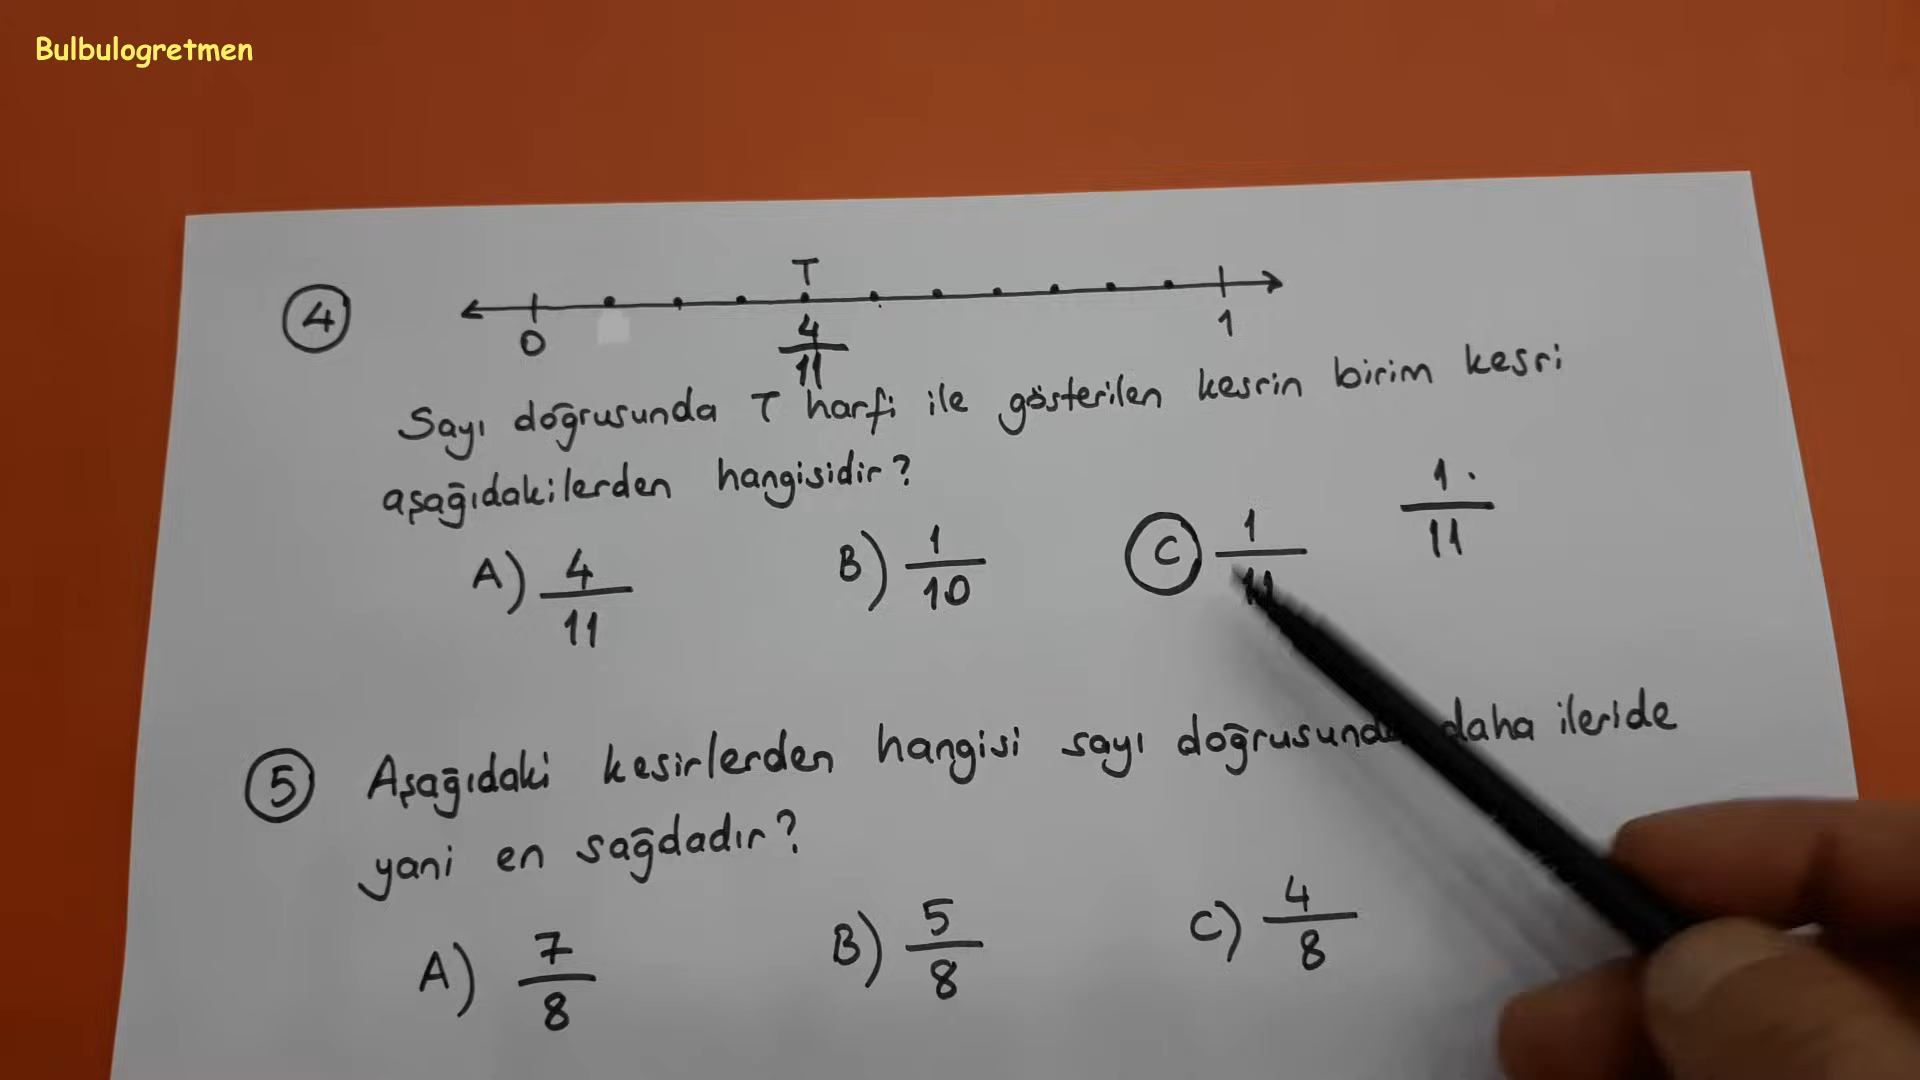 Bulbulogretmen
T
4
0
1
4
11
Sayı doğrusunda T harfi ile gösterilen kesrin birim kesri
aşağıdakilerden hangisidir?
A) 4/11 B) 1/10 C 1/11 1/11
5 Aşağıdaki kesirlerden hangisi sayı doğrusunda daha ileride
yani en sağdadır?
A) 7/8 B) 5/8 C) 4/8